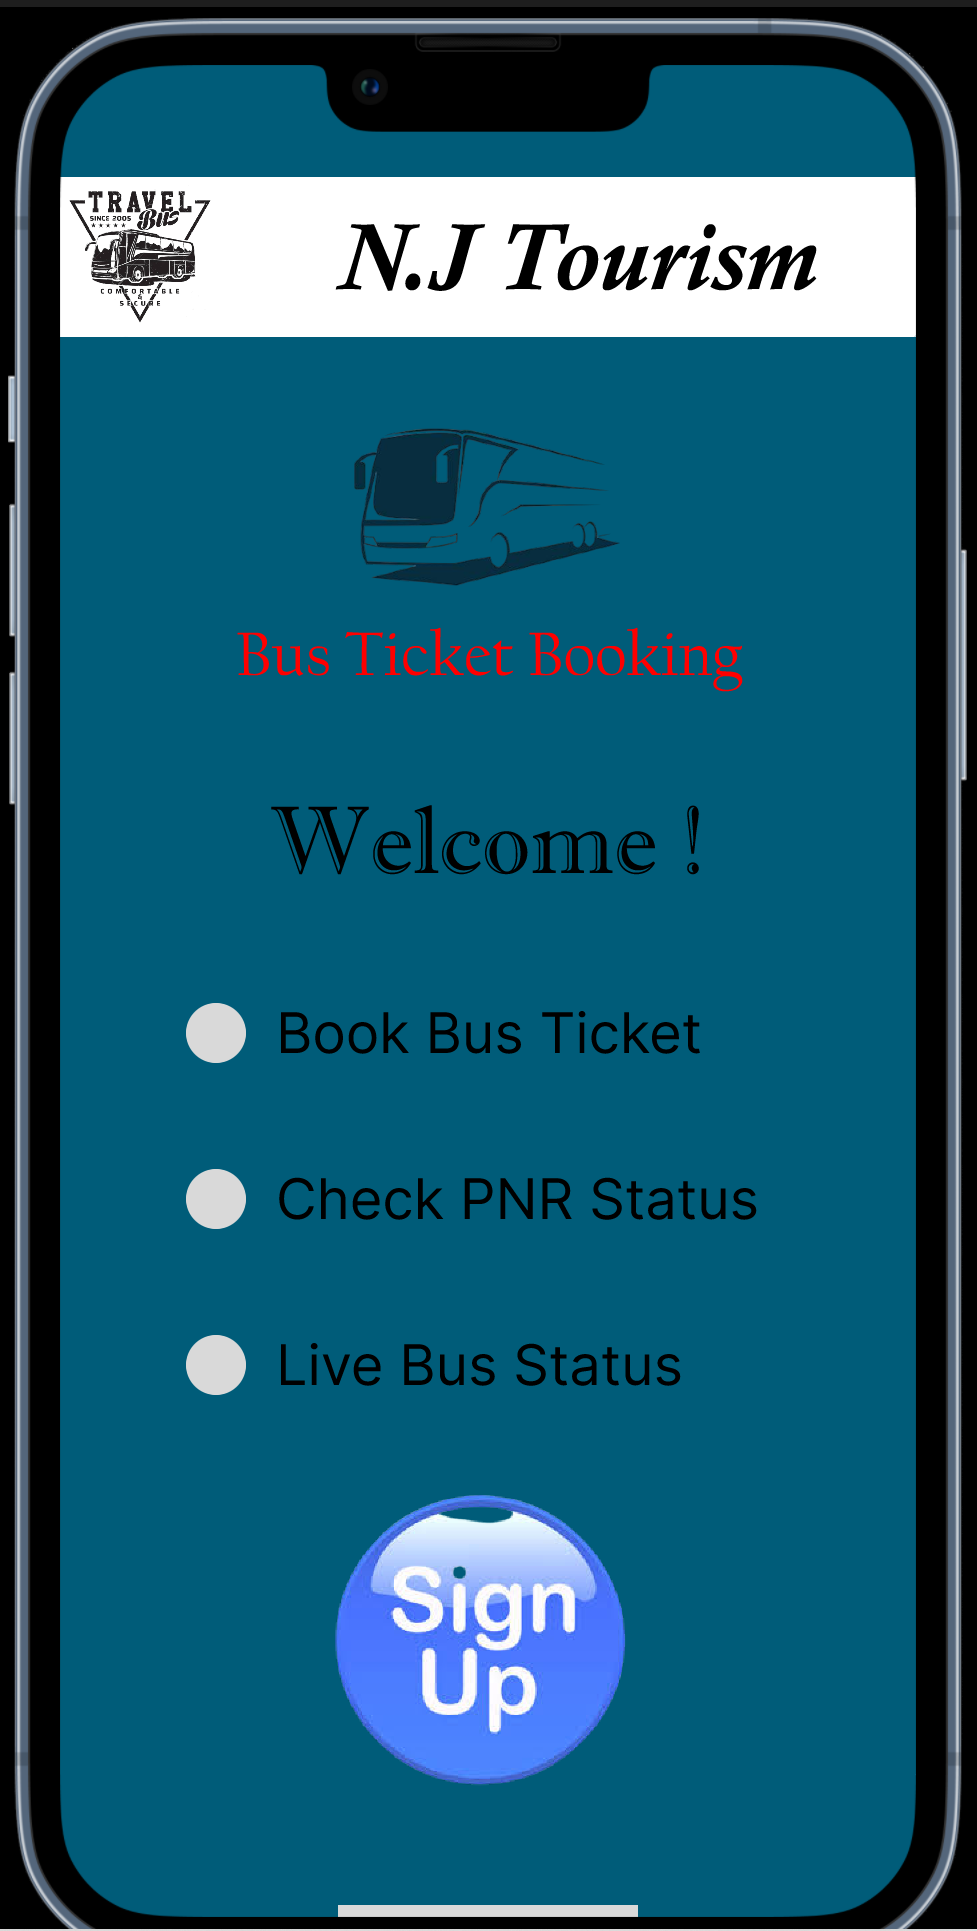 TRAVEL
Bus
SINCE 2005
COMFORTABLE
&
SECURE
N.J Tourism
Bus Ticket Booking
Welcome !
Book Bus Ticket
Check PNR Status
Live Bus Status
Sign
Up